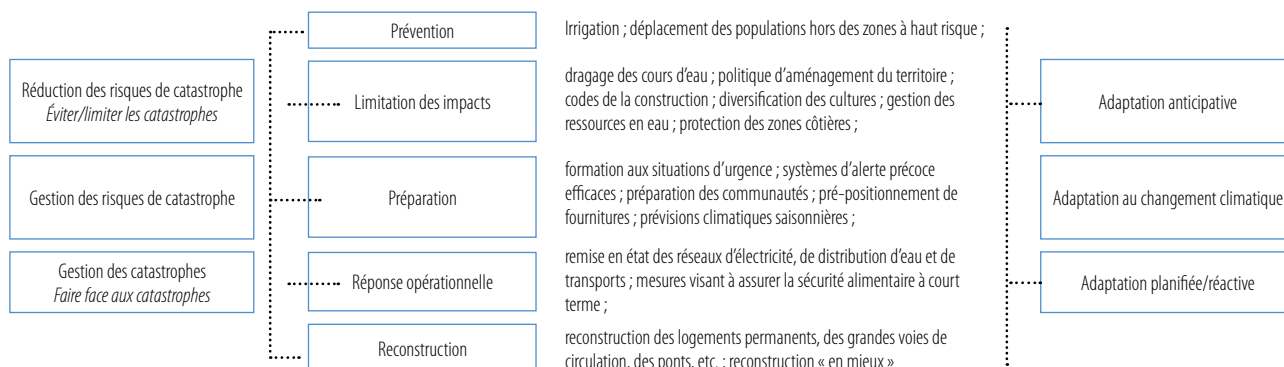 Réduction des risques de catastrophe
Éviter/limiter les catastrophes
Gestion des risques de catastrophe
Gestion des catastrophes
Faire face aux catastrophes
Prévention
Limitation des impacts
Préparation
Réponse opérationnelle
Reconstruction
Irrigation ; déplacement des populations hors des zones à haut risque ;
dragage des cours d'eau ; politique d'aménagement du territoire ;
codes de la construction ; diversification des cultures ; gestion des
ressources en eau ; protection des zones côtières ;
formation aux situations d'urgence ; systèmes d'alerte précoce
efficaces ; préparation des communautés ; pré-positionnement de
fournitures ; prévisions climatiques saisonnières ;
remise en état des réseaux d'électricité, de distribution d'eau et de
transports ; mesures visant à assurer la sécurité alimentaire à court
terme ;
reconstruction des logements permanents, des grandes voies de
circulation, des ponts, etc. ; reconstruction « en mieux »
Adaptation anticipative
Adaptation au changement climatique
Adaptation planifiée/réactive